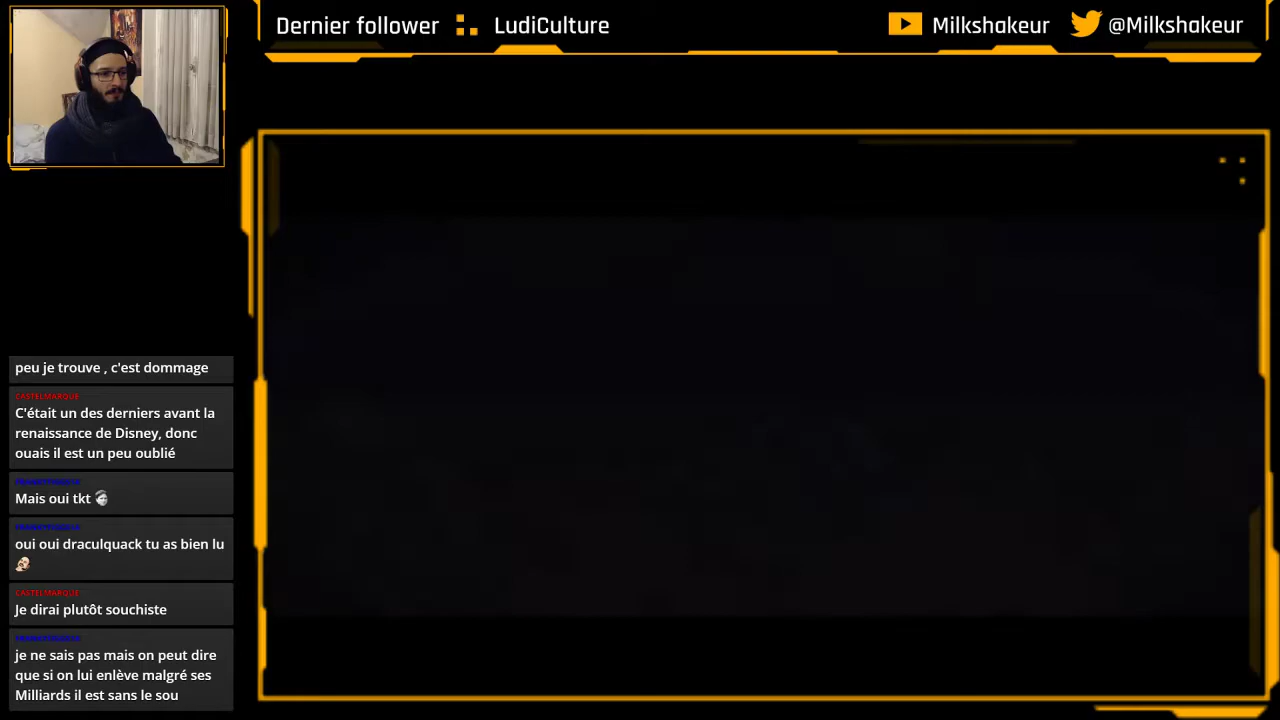 Dernier follower LudiCulture Milkshakeur @Milkshakeur
peu je trouve , c'est dommage
CASTELMARQUE
C'était un des derniers avant la
renaissance de Disney, donc
ouais il est un peu oublié
Mais oui tkt
oui oui draculquack tu as bien lu
CASTELMARQUE
Je dirai plutôt souchiste
je ne sais pas mais on peut dire
que si on lui enlève malgré ses
Milliards il est sans le sou